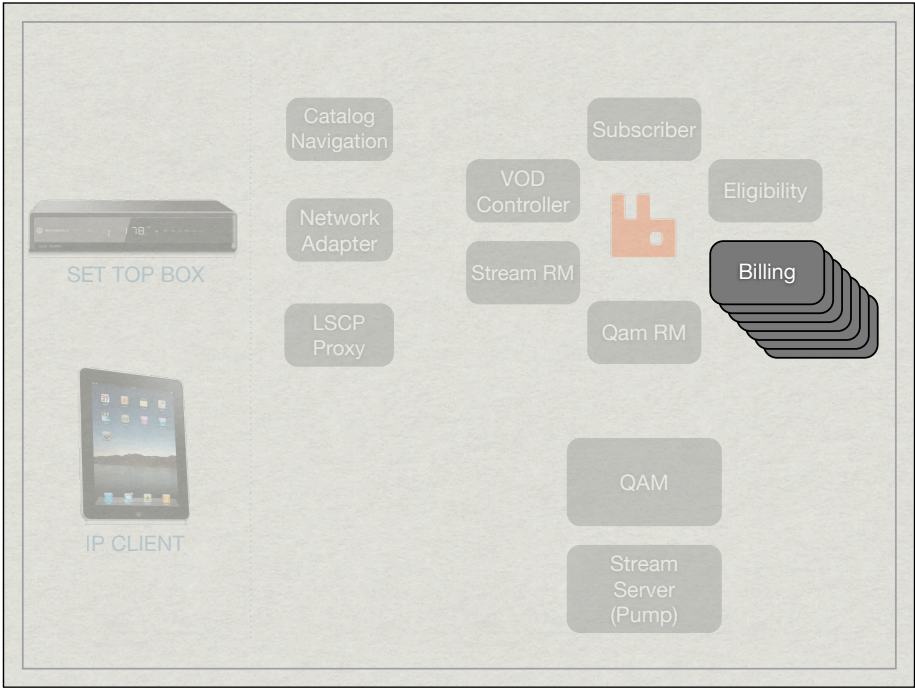 Catalog
Navigation
Subscriber
VOD
Controller
Eligibility
Network
Adapter
SET TOP BOX
Stream RM
Billing
LSCP
Proxy
Qam RM
QAM
IP CLIENT
Stream
Server
(Pump)